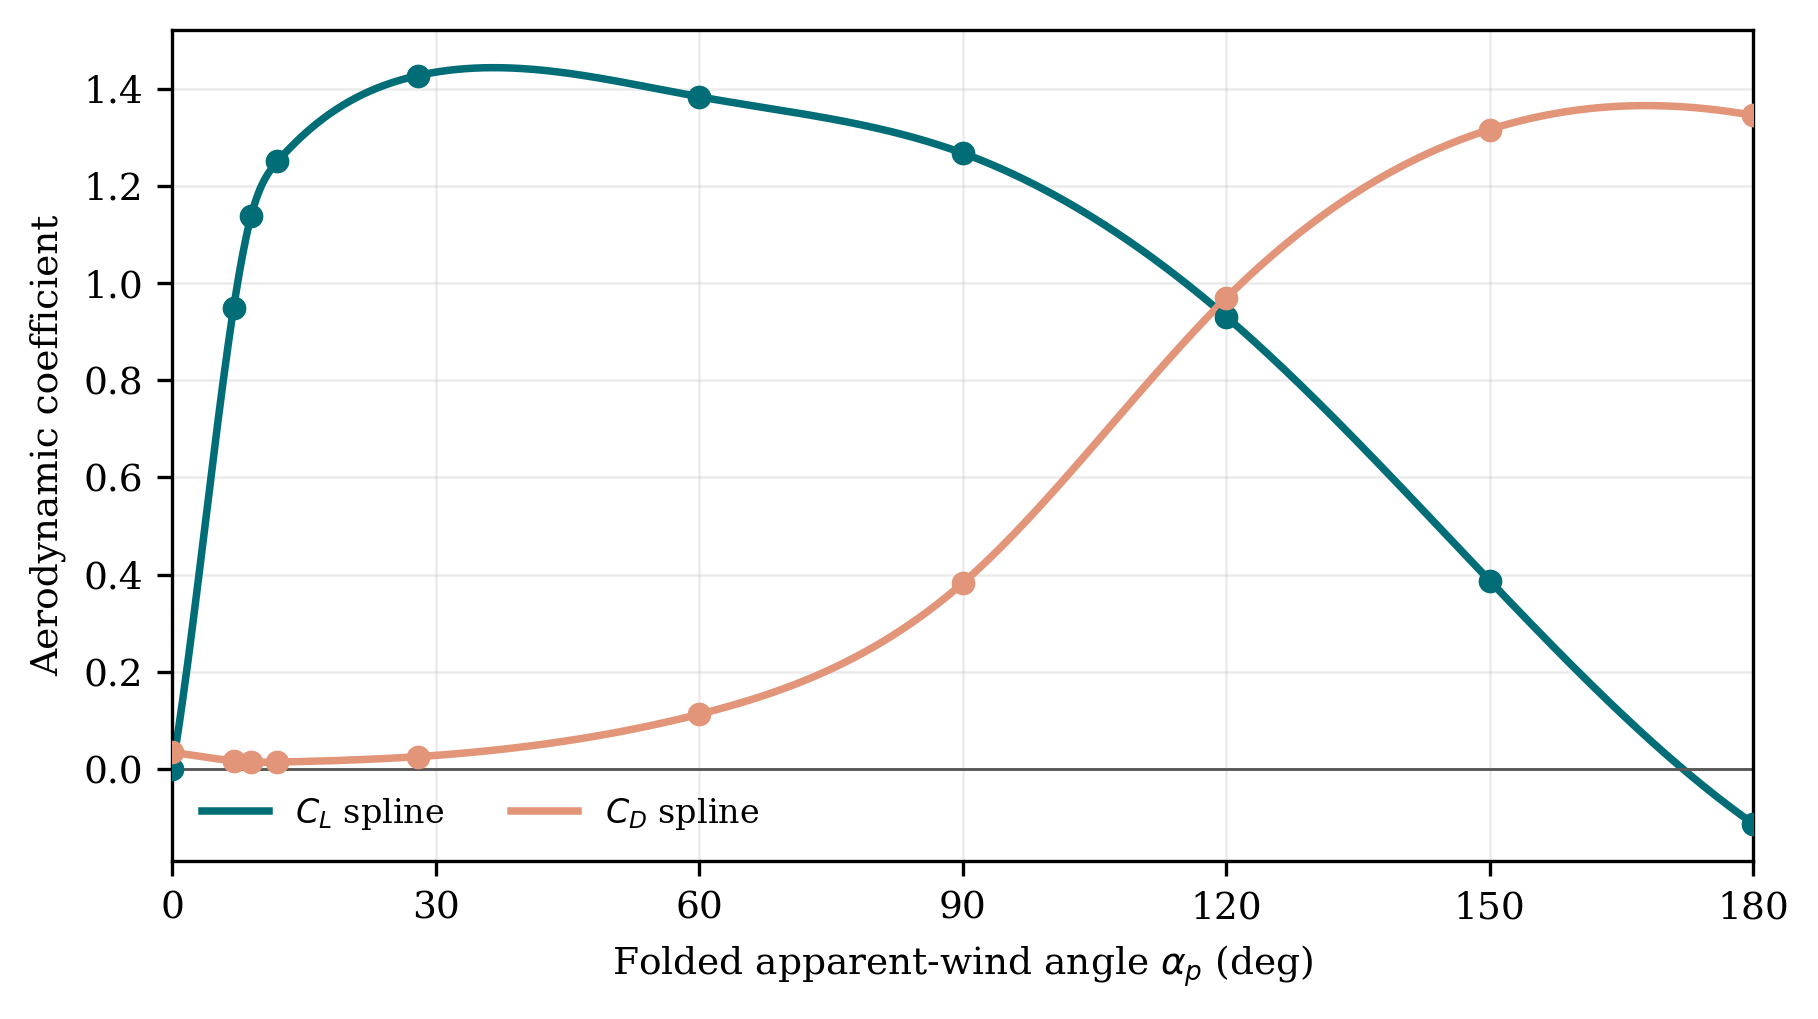 1.4
1.2
1.0
0.8
0.6
0.4
0.2
0.0
Aerodynamic coefficient
C_L spline
C_D spline
0 30 60 90 120 150 180
Folded apparent-wind angle α_p (deg)